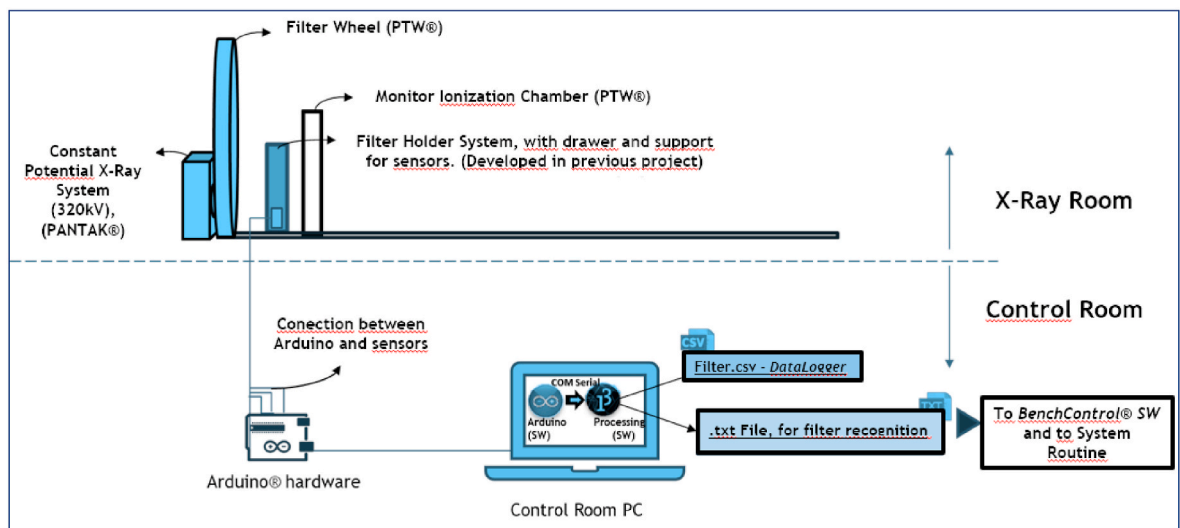 Filter Wheel (PTW®)
Monitor Ionization Chamber (PTW®)
Filter Holder System, with drawer and support
for sensors. (Developed in previous project)
Constant
Potential X-Ray
System
(320kV),
(PANTAK®)
X-Ray Room
Control Room
Conection between
Arduino and sensors
Arduino® hardware
COM Serial
Arduino
(SW)
Processing
(SW)
Control Room PC
CSV
Filter.csv - DataLogger
TXT
.txt File, for filter recognition
To BenchControl® SW
and to System
Routine